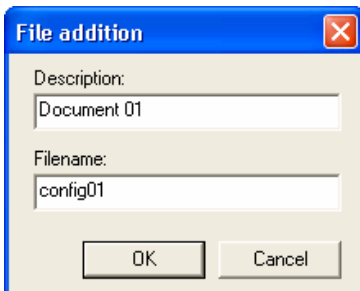 File addition
Description:
Document 01
Filename:
config01
OK Cancel